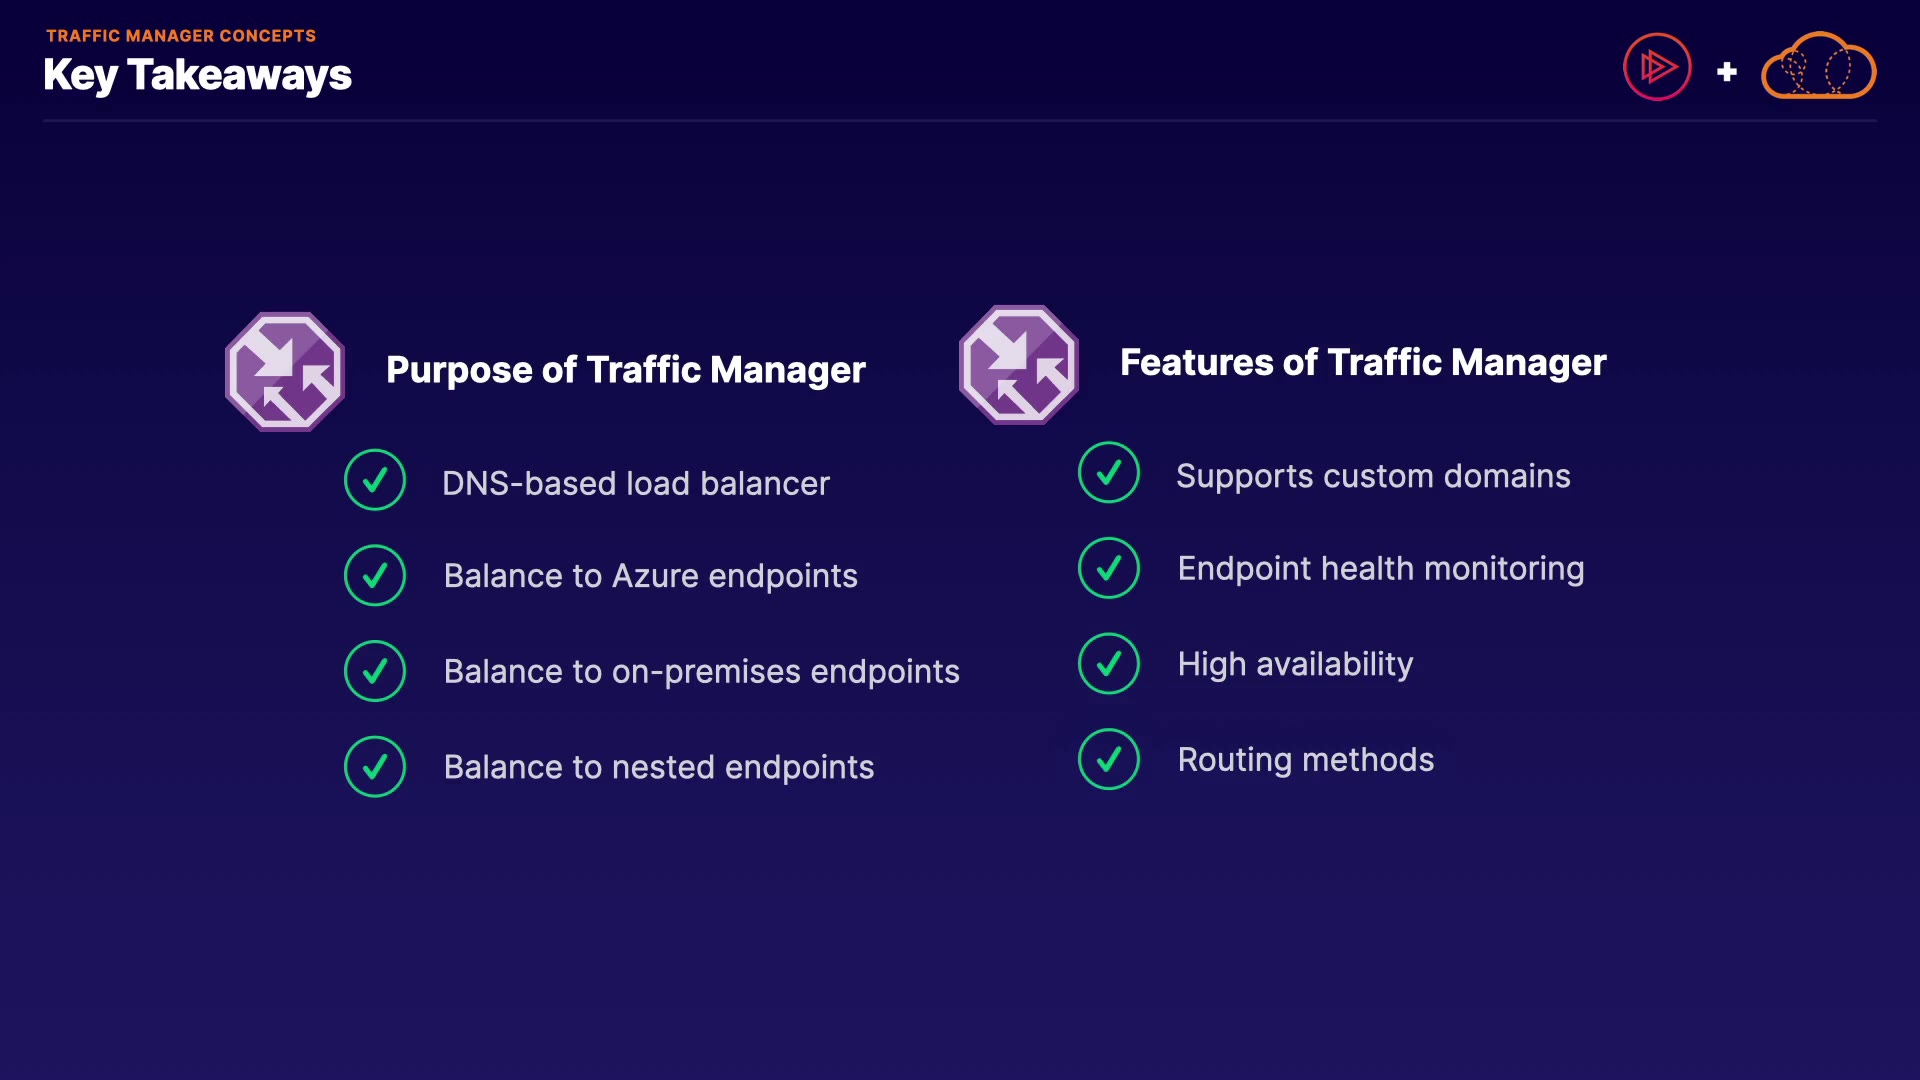 TRAFFIC MANAGER CONCEPTS
Key Takeaways
+
Purpose of Traffic Manager
DNS-based load balancer
Balance to Azure endpoints
Balance to on-premises endpoints
Balance to nested endpoints
Features of Traffic Manager
Supports custom domains
Endpoint health monitoring
High availability
Routing methods